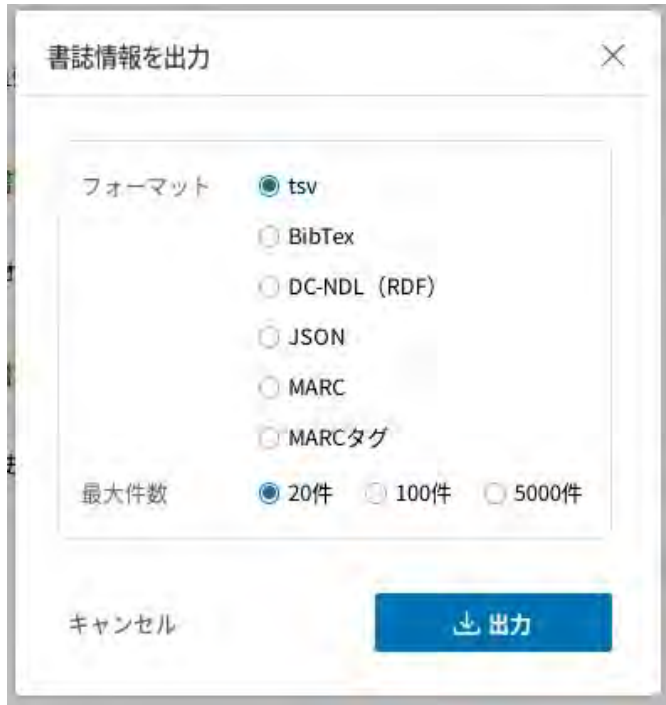 書誌情報を出力
フォーマット tsv
BibTex
DC-NDL（RDF）
JSON
MARC
MARCタグ
最大件数 20件 100件 5000件
キャンセル 出力